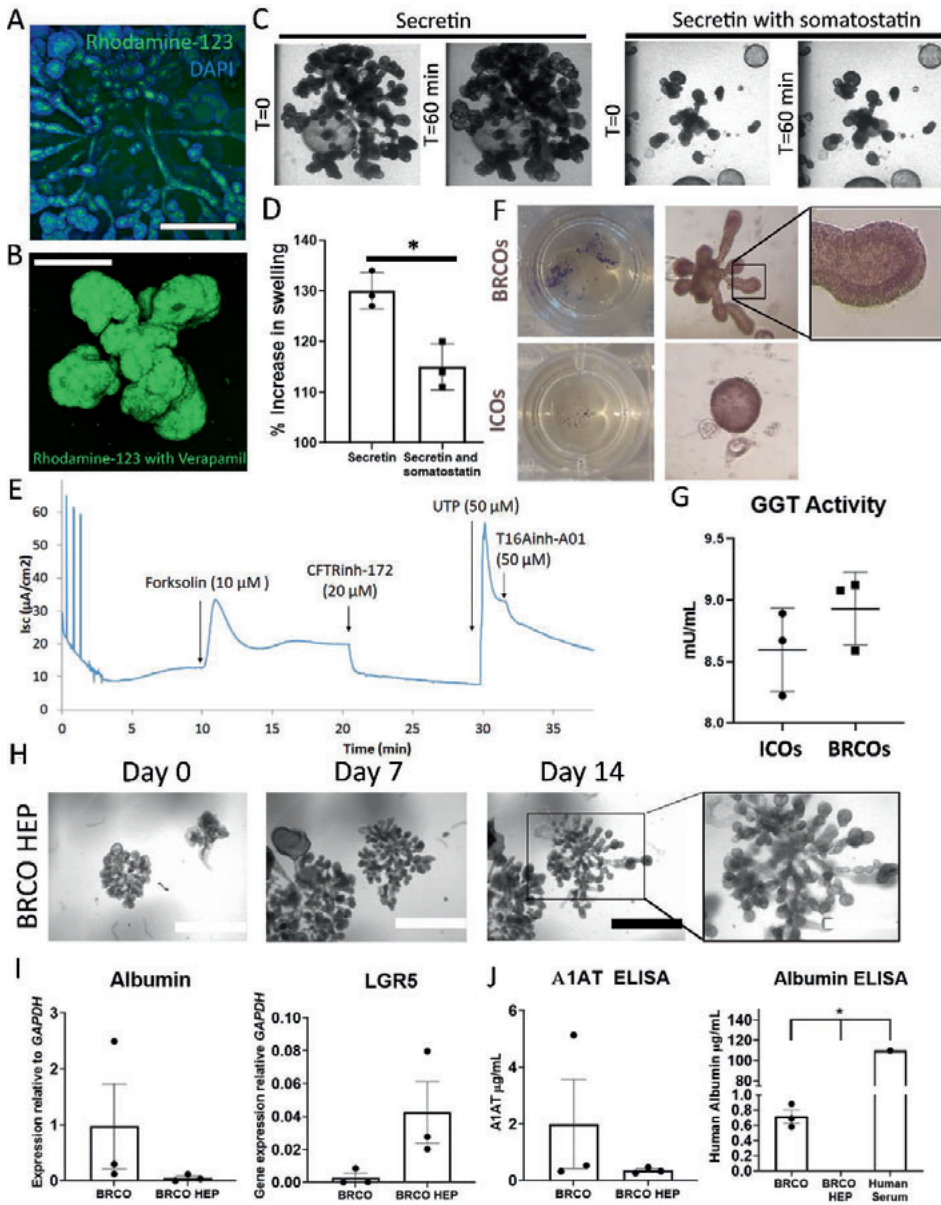 A
Rhodamine-123
DAPI
B
Rhodamine-123 with Verapamil
C
Secretin
Secretin with somatostatin
T=0
T=60 min
T=0
T=60 min
D
% Increase in swelling
140
130
120
110
100
*
Secretin
Secretin and
somatostatin
F
BRCOs
ICOs
E
Isc (µA/cm2)
60
50
40
30
20
10
0
Forksolin (10 µM )
CFTRinh-172
(20 µM)
UTP (50 µM)
T16Ainh-A01
(50 µM)
0
5
10
15
20
25
30
35
Time (min)
G
GGT Activity
mU/mL
9.5
9.0
8.5
8.0
ICOs
BRCOs
H
Day 0
Day 7
Day 14
BRCO HEP
I
Albumin
Expression relative to GAPDH
3
2
1
0
BRCO
BRCO HEP
LGR5
Gene expression relative GAPDH
0.10
0.08
0.06
0.04
0.02
0.00
BRCO
BRCO HEP
J
A1AT ELISA
A1AT µg/mL
6
4
2
0
BRCO
BRCO HEP
Albumin ELISA
Human Albumin µg/mL
140
120
100
80
1.0
0.8
0.6
0.4
0.2
0.0
*
BRCO
BRCO
HEP
Human
Serum